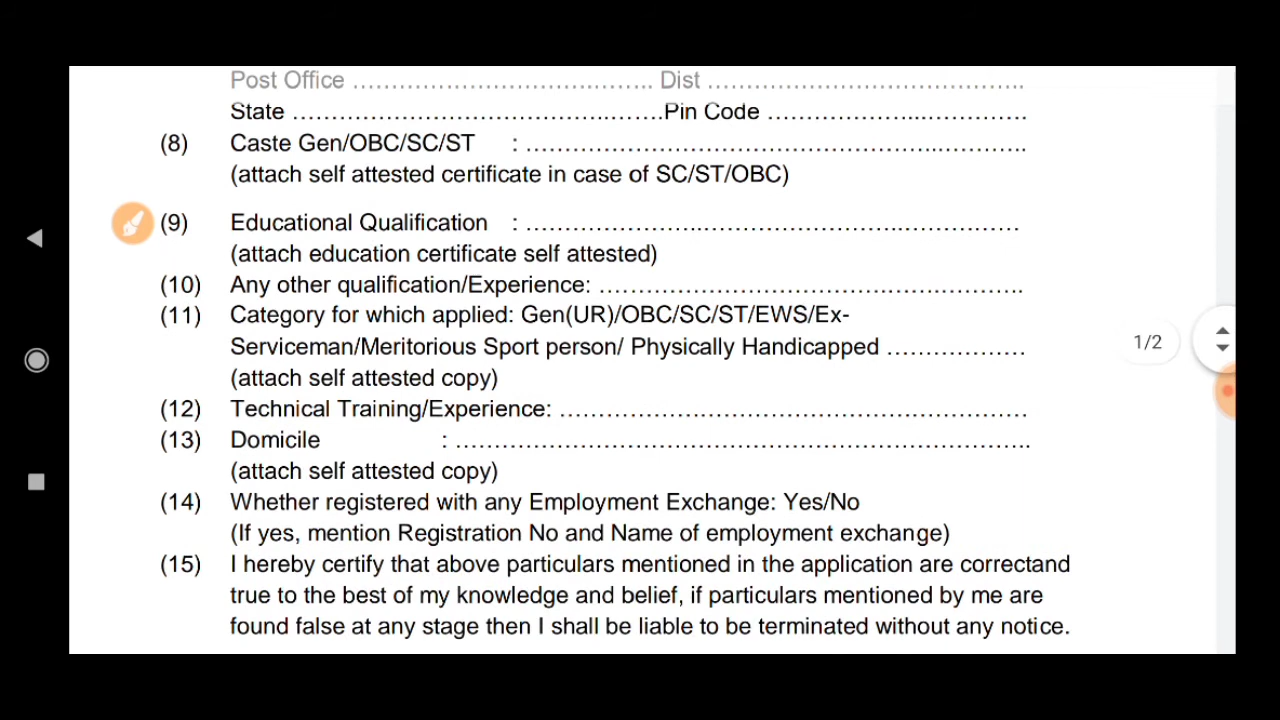 Post Office ………………………………….. Dist …………………………………..
State …………………………………..…….Pin Code …………………...………….
(8) Caste Gen/OBC/SC/ST : …………………………………………………...………..
(attach self attested certificate in case of SC/ST/OBC)
(9) Educational Qualification : …………………..………………………..……………
(attach education certificate self attested)
(10) Any other qualification/Experience: ……………………………………….………….
(11) Category for which applied: Gen(UR)/OBC/SC/ST/EWS/Ex-
Serviceman/Meritorious Sport person/ Physically Handicapped ………………
1/2
(attach self attested copy)
(12) Technical Training/Experience: ……………………………………………………
(13) Domicile : ……………………………………………………………….
(attach self attested copy)
(14) Whether registered with any Employment Exchange: Yes/No
(If yes, mention Registration No and Name of employment exchange)
(15) I hereby certify that above particulars mentioned in the application are correctand
true to the best of my knowledge and belief, if particulars mentioned by me are
found false at any stage then I shall be liable to be terminated without any notice.